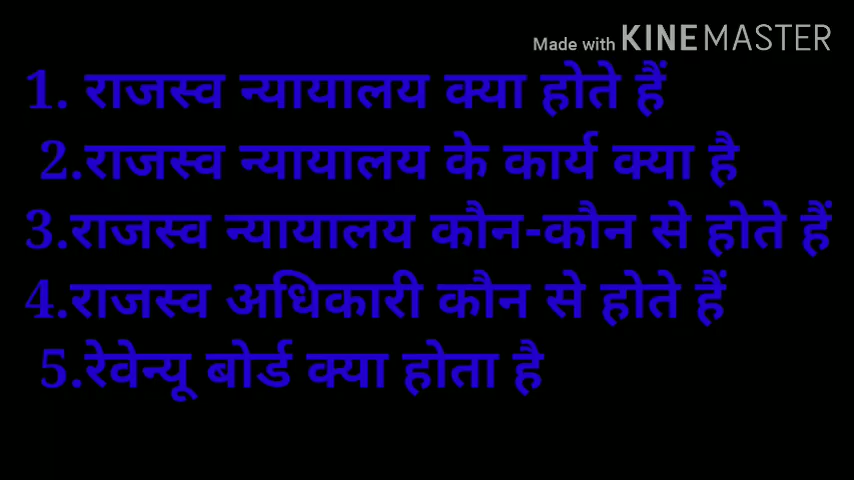 Made with KINEMASTER
1. राजस्व न्यायालय क्या होते हैं
2.राजस्व न्यायालय के कार्य क्या है
3.राजस्व न्यायालय कौन-कौन से होते हैं
4.राजस्व अधिकारी कौन से होते हैं
5.रेवेन्यू बोर्ड क्या होता है